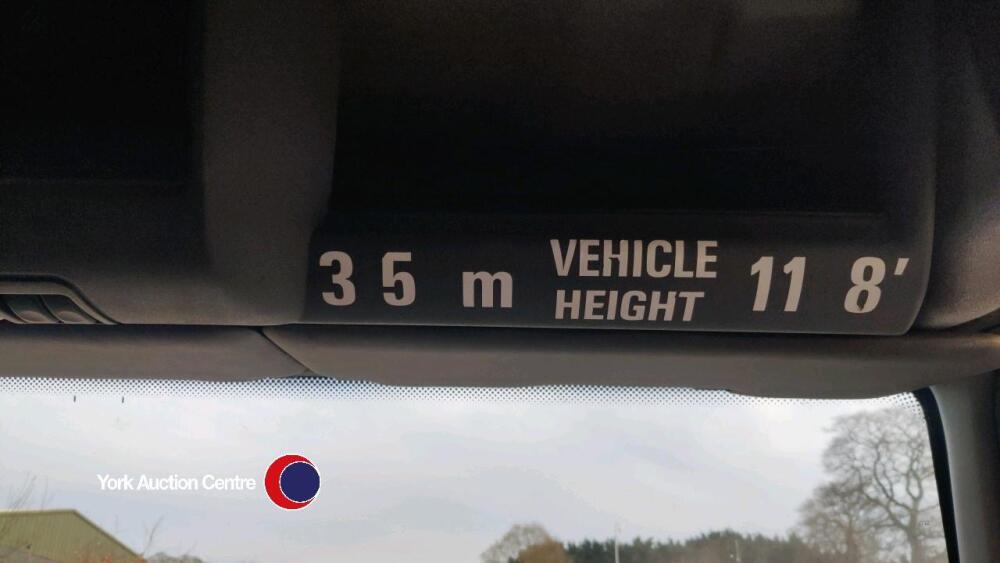 3 5 m VEHICLE HEIGHT 11 8'
York Auction Centre